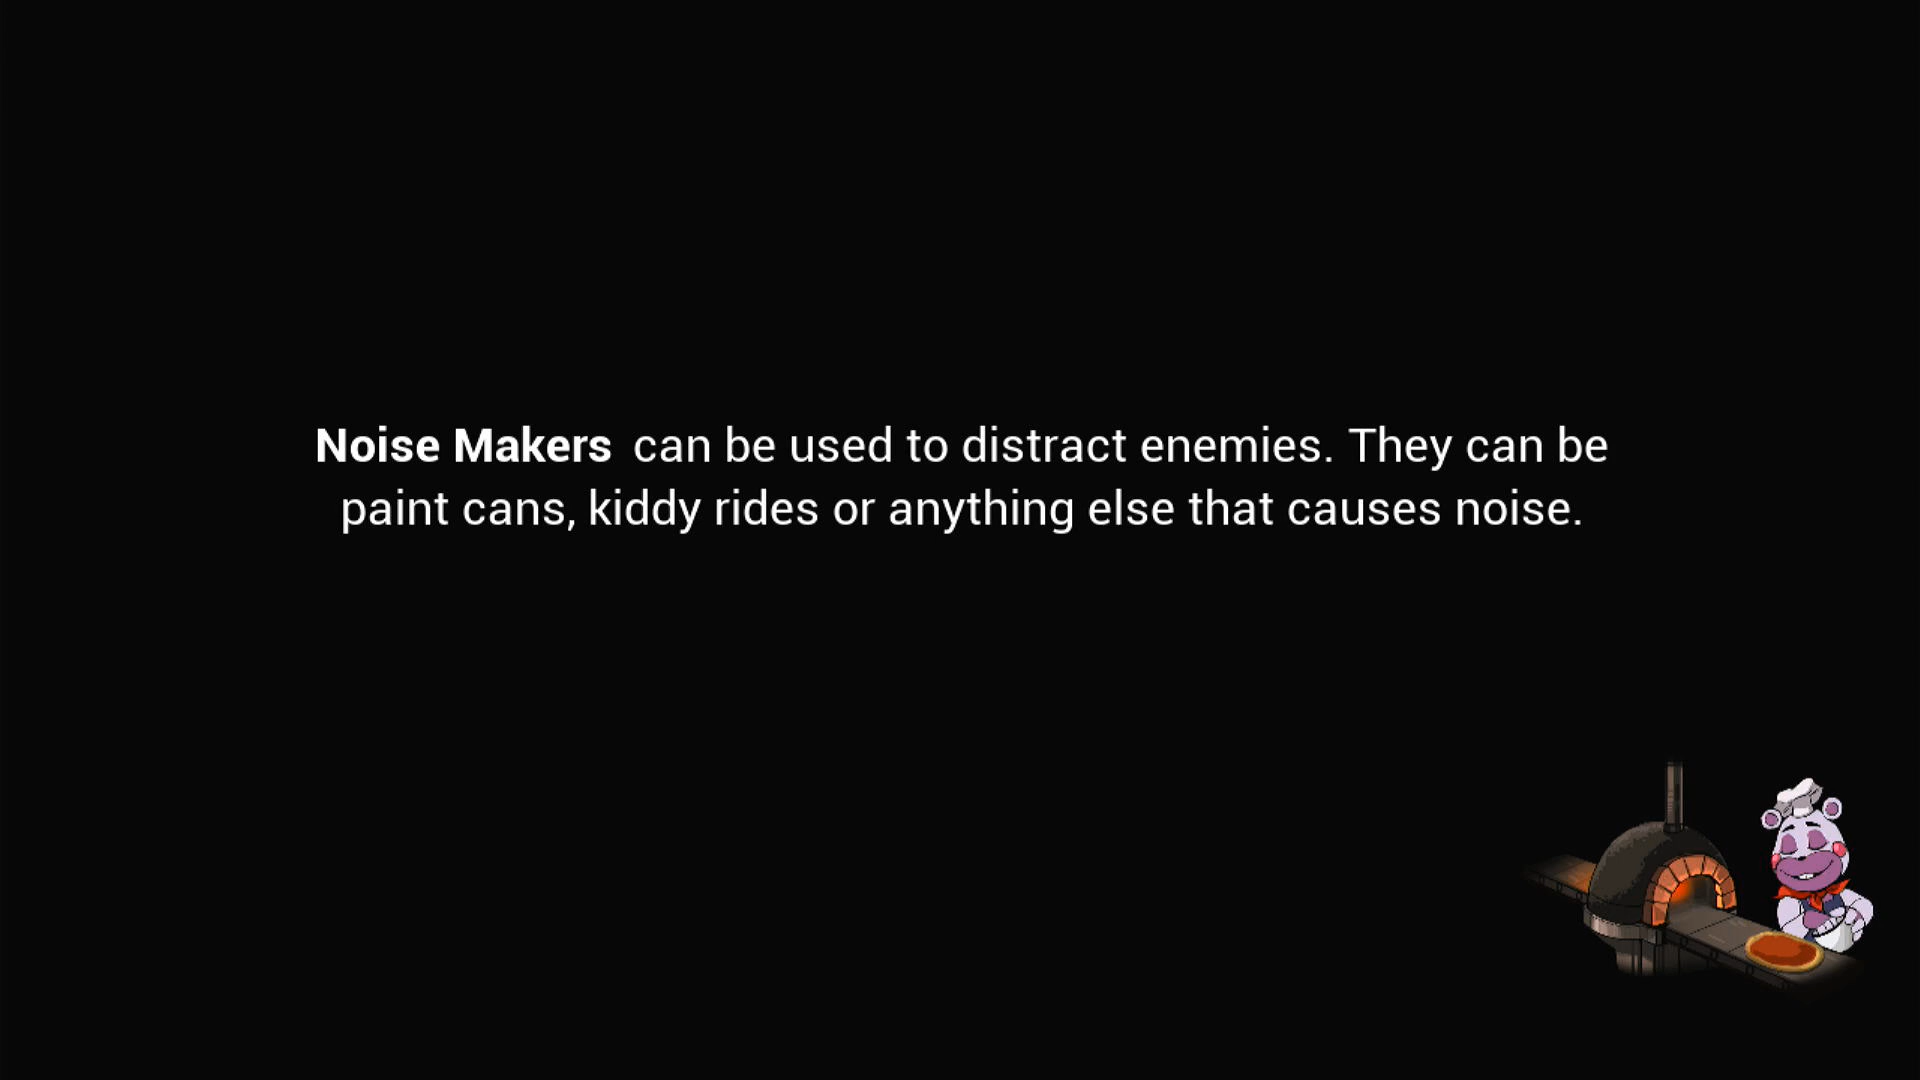 Noise Makers can be used to distract enemies. They can be
paint cans, kiddy rides or anything else that causes noise.